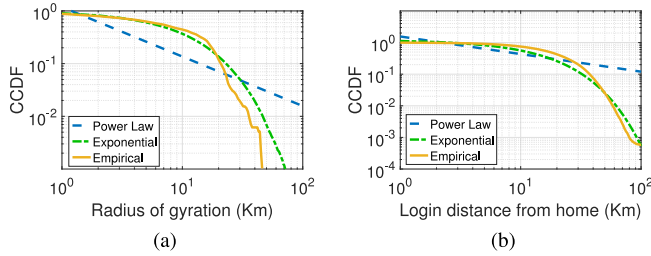 10^0
10^-1
10^-2
CCDF
Power Law
Exponential
Empirical
10^0 10^1 10^2
Radius of gyration (Km)
(a)
10^1
10^0
10^-1
10^-2
10^-3
10^-4
CCDF
Power Law
Exponential
Empirical
10^0 10^1 10^2
Login distance from home (Km)
(b)